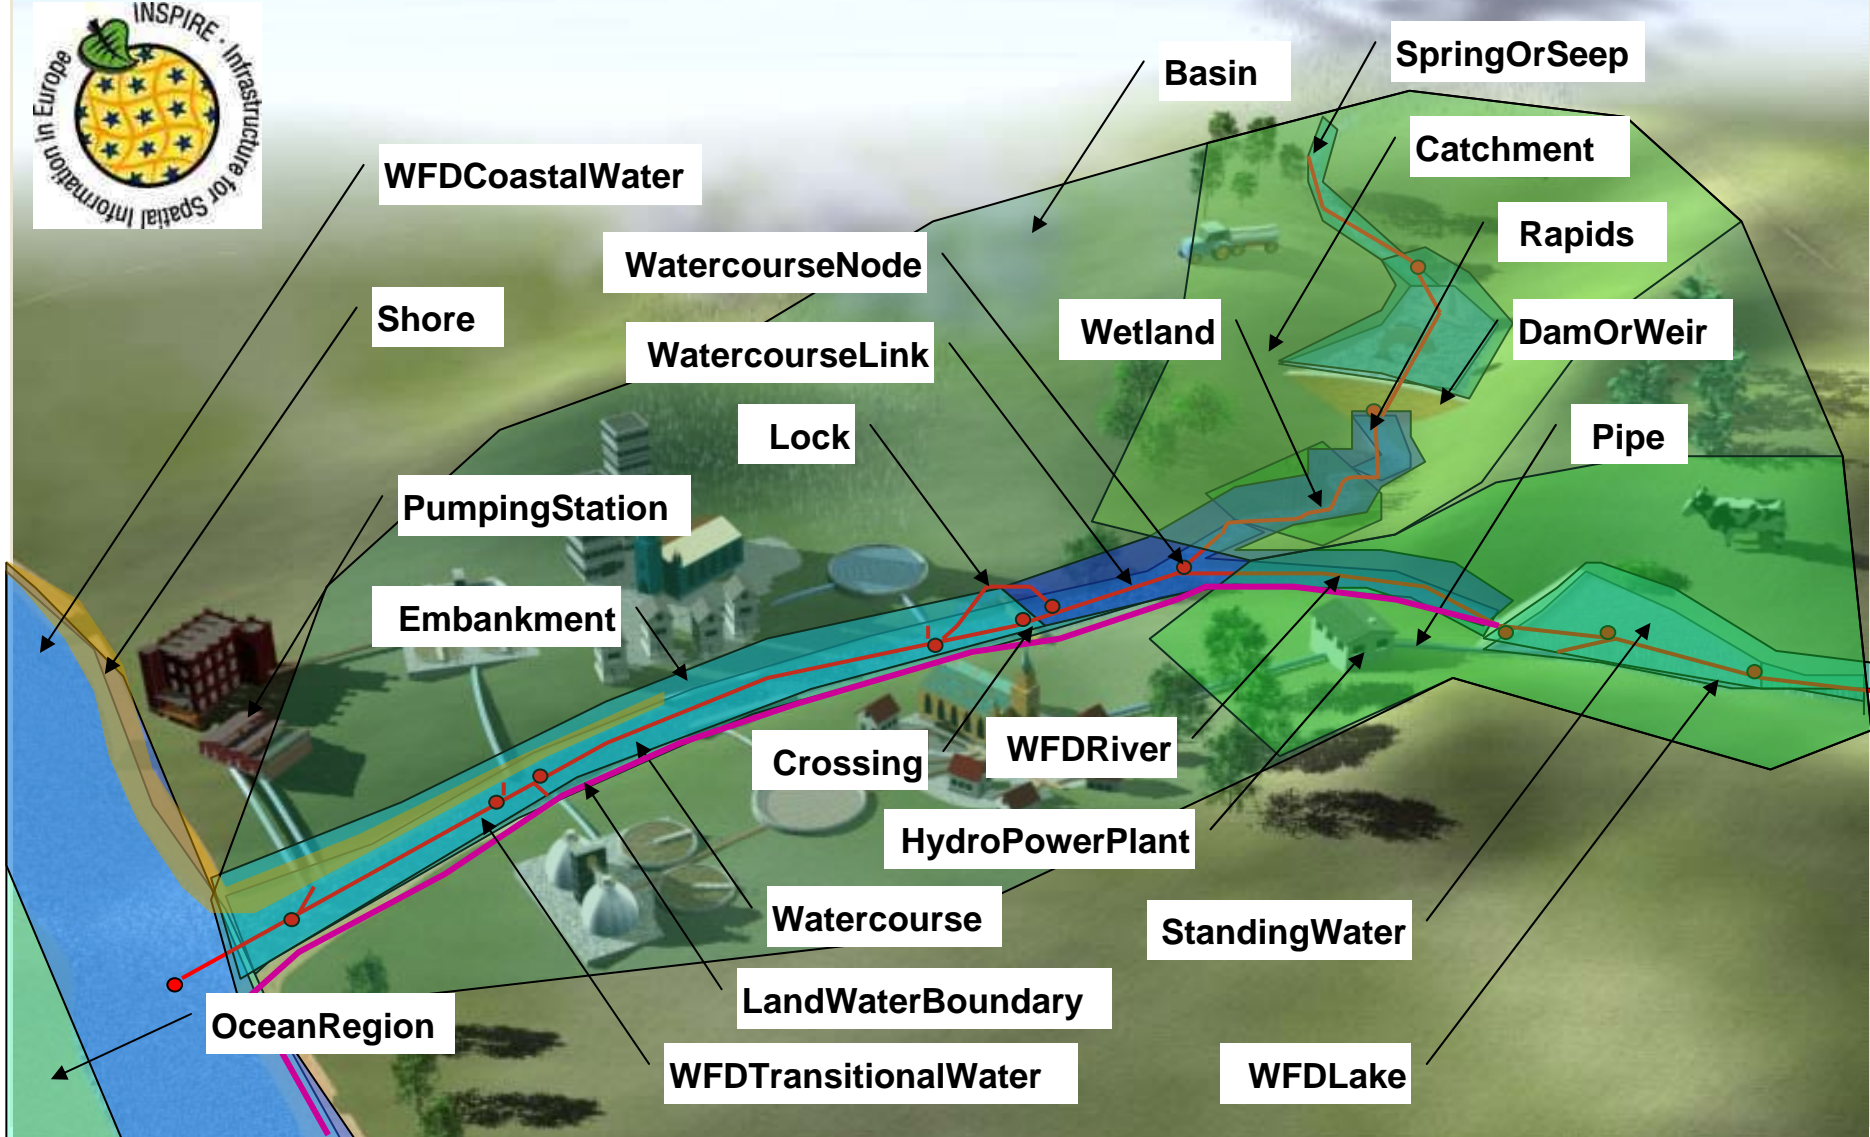 INSPIRE · Infrastructure for Spatial Information in Europe
SpringOrSeep
Basin
Catchment
WFDCoastalWater
Rapids
WatercourseNode
Shore
Wetland
DamOrWeir
WatercourseLink
Lock
Pipe
PumpingStation
Embankment
Crossing
WFDRiver
HydroPowerPlant
Watercourse
StandingWater
LandWaterBoundary
OceanRegion
WFDTransitionalWater
WFDLake